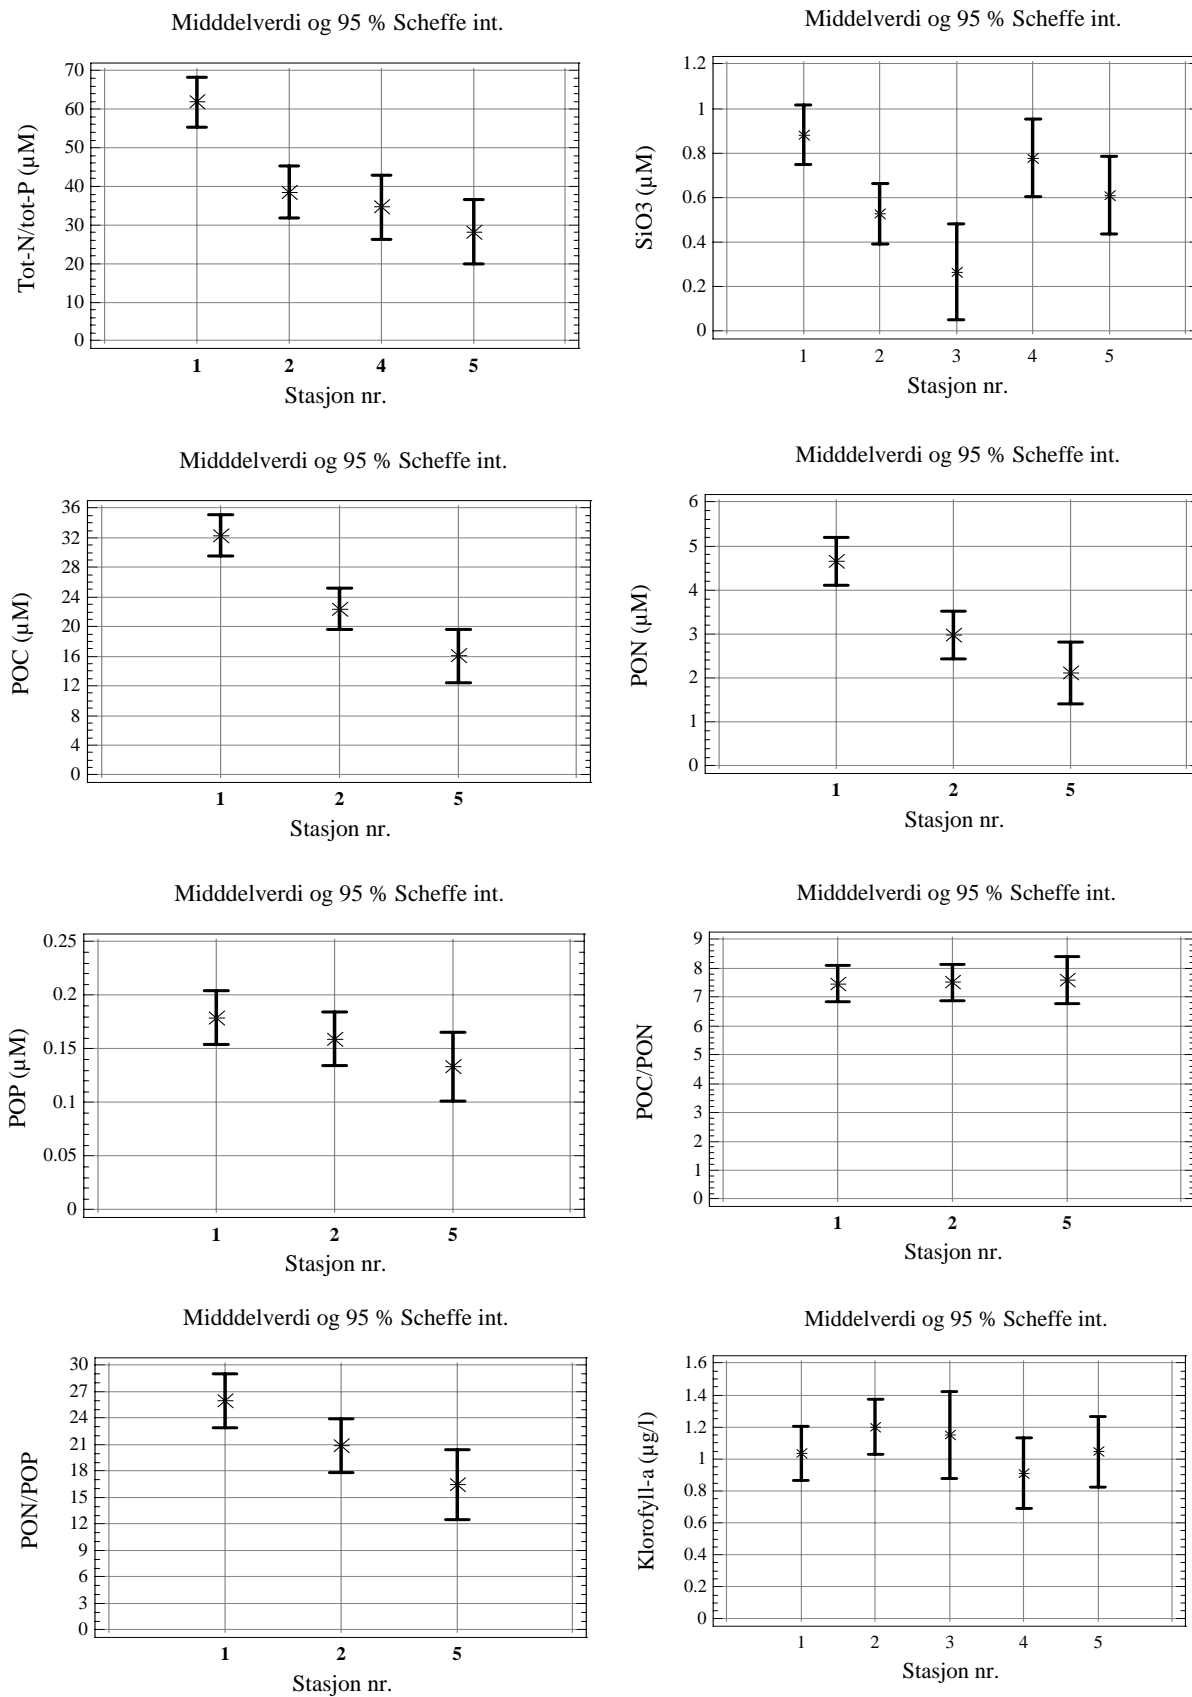 Midddelverdi og 95 % Scheffe int.
70
60
50
40
30
20
10
0
Tot-N/tot-P (µM)
1 2 4 5
Stasjon nr.
Midddelverdi og 95 % Scheffe int.
1.2
1
0.8
0.6
0.4
0.2
0
SiO3 (µM)
1 2 3 4 5
Stasjon nr.
Midddelverdi og 95 % Scheffe int.
36
32
28
24
20
16
12
8
4
0
POC (µM)
1 2 5
Stasjon nr.
Midddelverdi og 95 % Scheffe int.
6
5
4
3
2
1
0
PON (µM)
1 2 5
Stasjon nr.
Midddelverdi og 95 % Scheffe int.
0.25
0.2
0.15
0.1
0.05
0
POP (µM)
1 2 5
Stasjon nr.
Midddelverdi og 95 % Scheffe int.
9
8
7
6
5
4
3
2
1
0
POC/PON
1 2 5
Stasjon nr.
Midddelverdi og 95 % Scheffe int.
30
27
24
21
18
15
12
9
6
3
0
PON/POP
1 2 5
Stasjon nr.
Middelverdi og 95 % Scheffe int.
1.6
1.4
1.2
1
0.8
0.6
0.4
0.2
0
Klorofyll-a (µg/l)
1 2 3 4 5
Stasjon nr.